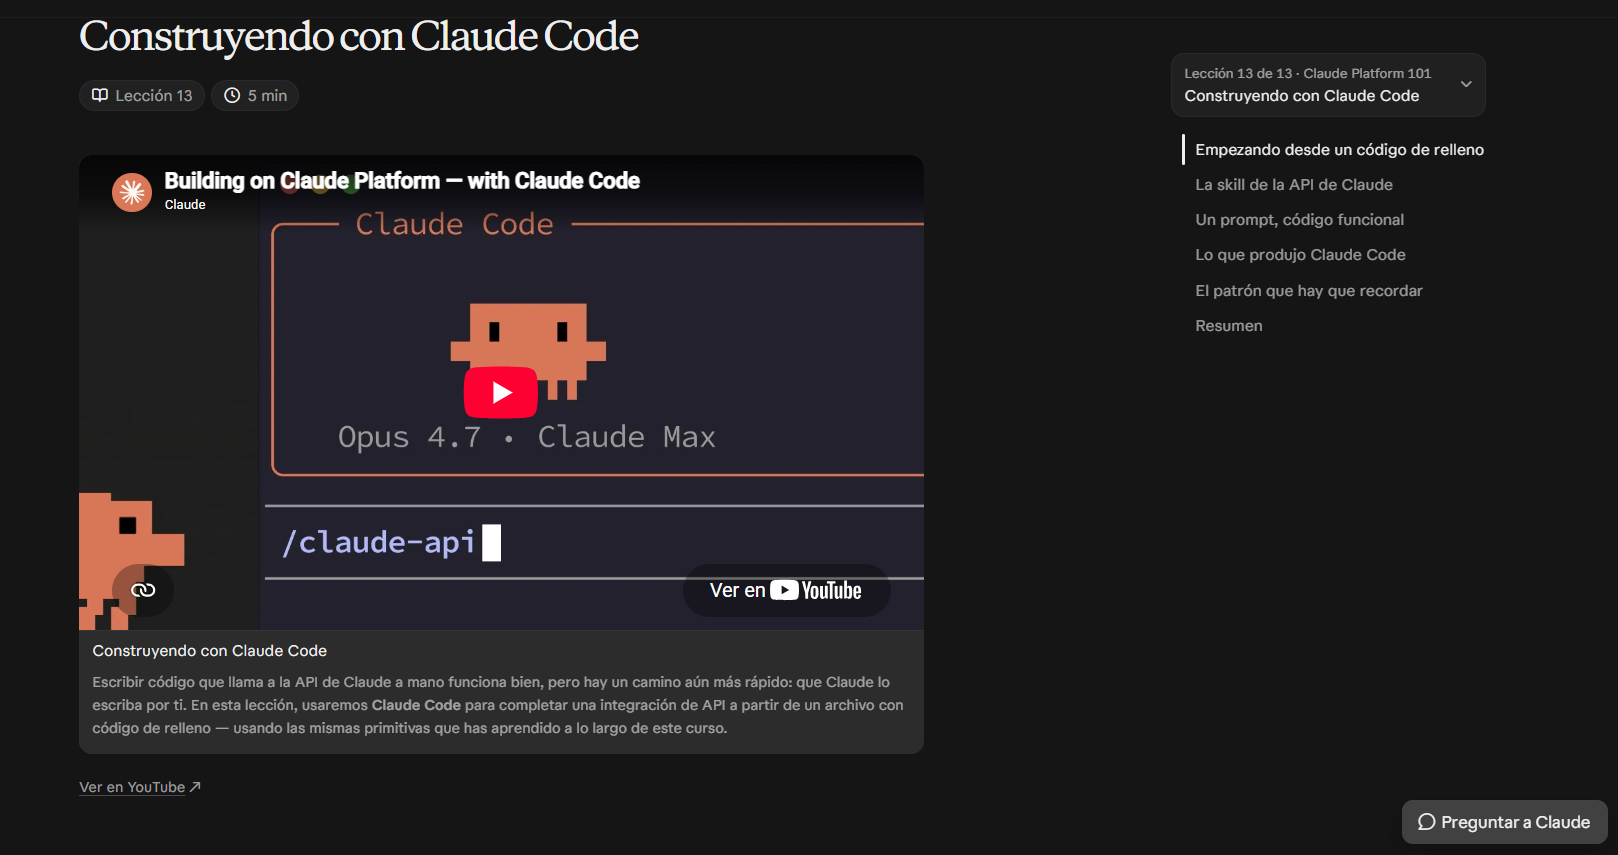 Construyendo con Claude Code
Lección 13
5 min
Building on Claude Platform — with Claude Code
Claude
Claude Code
Opus 4.7 • Claude Max
/claude-api
Ver en YouTube
Construyendo con Claude Code
Escribir código que llama a la API de Claude a mano funciona bien, pero hay un camino aún más rápido: que Claude lo
escriba por ti. En esta lección, usaremos Claude Code para completar una integración de API a partir de un archivo con
código de relleno — usando las mismas primitivas que has aprendido a lo largo de este curso.
Ver en YouTube ↗
Lección 13 de 13 · Claude Platform 101
Construyendo con Claude Code
Empezando desde un código de relleno
La skill de la API de Claude
Un prompt, código funcional
Lo que produjo Claude Code
El patrón que hay que recordar
Resumen
Preguntar a Claude